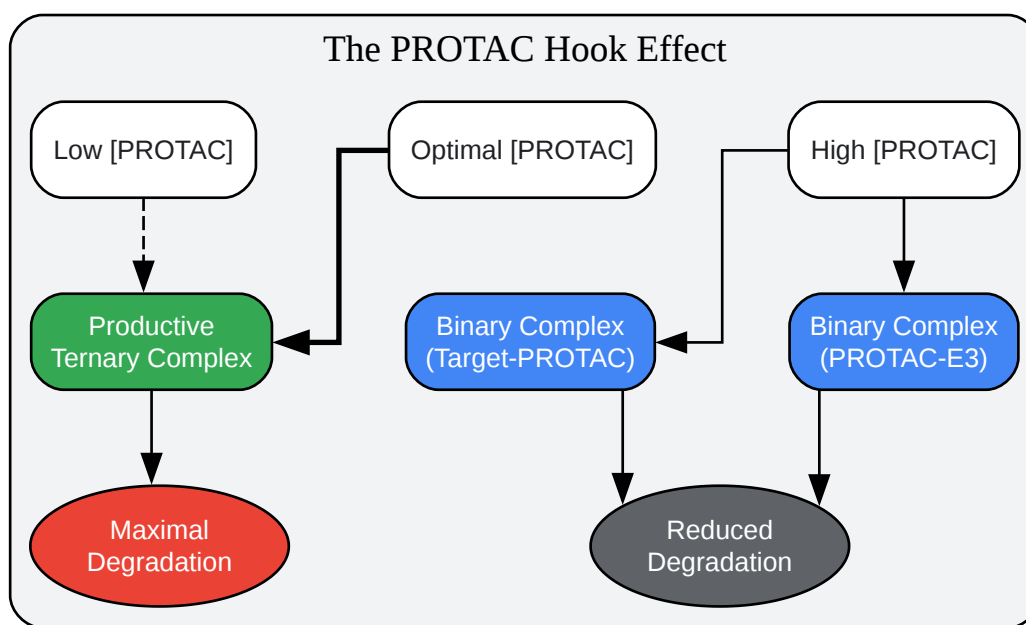 The PROTAC Hook Effect
Low [PROTAC]
Optimal [PROTAC]
High [PROTAC]
Productive
Ternary Complex
Binary Complex
(Target-PROTAC)
Binary Complex
(PROTAC-E3)
Maximal
Degradation
Reduced
Degradation